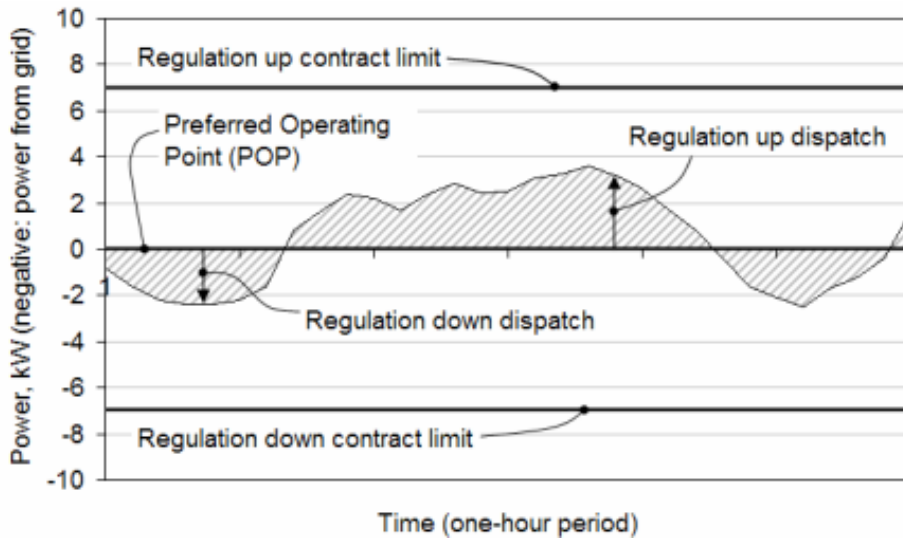 10
8
6
4
2
0
-2
-4
-6
-8
-10
Power, kW (negative: power from grid)
Regulation up contract limit
Preferred Operating
Point (POP)
Regulation up dispatch
1
Regulation down dispatch
Regulation down contract limit
Time (one-hour period)